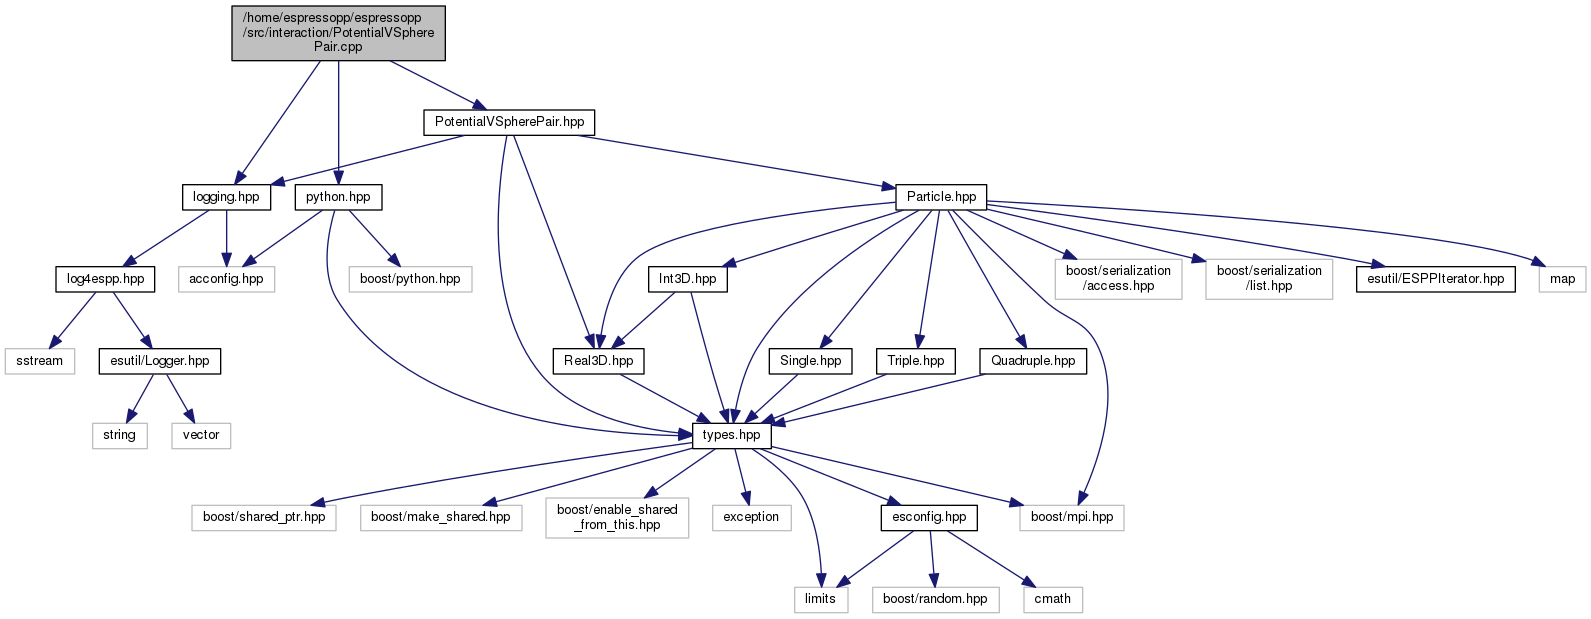 /home/espressopp/espressopp
/src/interaction/PotentialVSphere
Pair.cpp
PotentialVSpherePair.hpp
logging.hpp
python.hpp
Particle.hpp
log4espp.hpp
acconfig.hpp
boost/python.hpp
Int3D.hpp
boost/serialization
/access.hpp
boost/serialization
/list.hpp
esutil/ESPPIterator.hpp
map
sstream
esutil/Logger.hpp
Real3D.hpp
Single.hpp
Triple.hpp
Quadruple.hpp
string
vector
types.hpp
boost/shared_ptr.hpp
boost/make_shared.hpp
boost/enable_shared
_from_this.hpp
exception
esconfig.hpp
boost/mpi.hpp
limits
boost/random.hpp
cmath